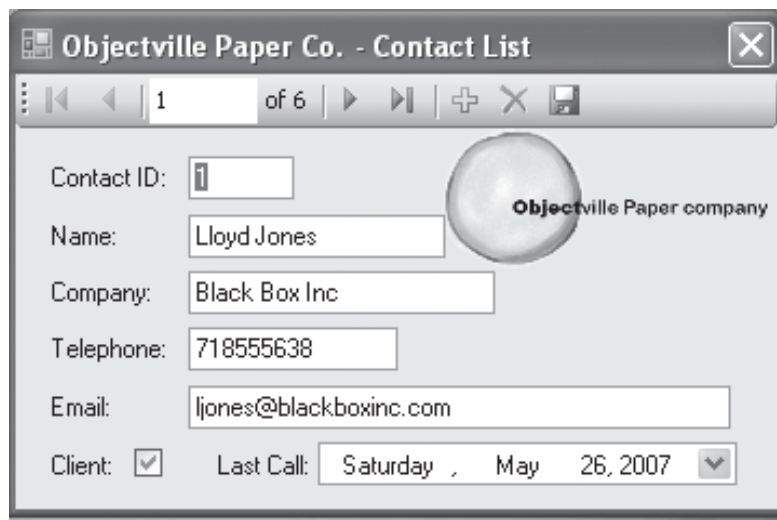 Objectville Paper Co. - Contact List
1 of 6
Contact ID: 1
Objectville Paper company
Name: Lloyd Jones
Company: Black Box Inc
Telephone: 718555638
Email: ljones@blackboxinc.com
Client: Last Call: Saturday , May 26, 2007